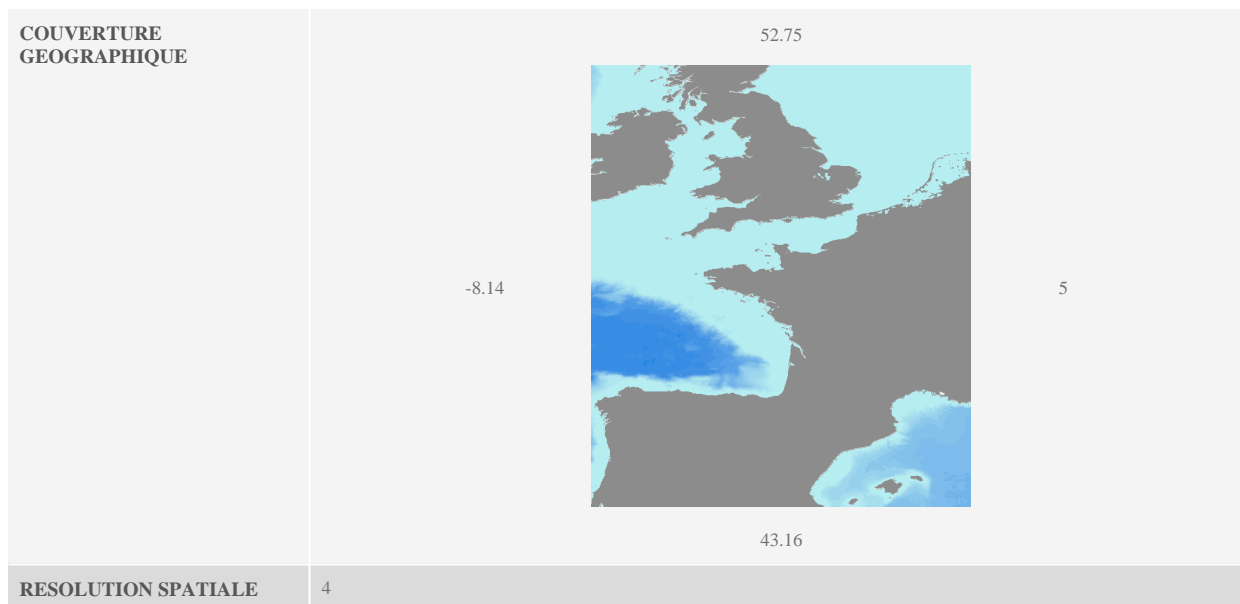 COUVERTURE
GEOGRAPHIQUE
52.75
-8.14
5
43.16
RESOLUTION SPATIALE
4